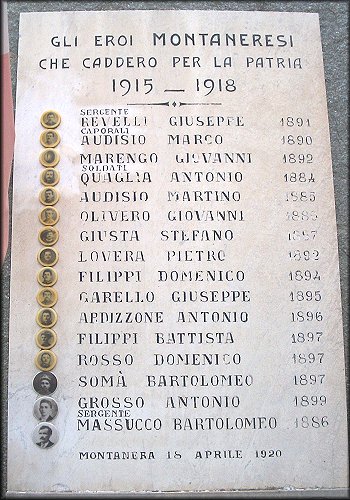 GLI EROI MONTANERESI
CHE CADDERO PER LA PATRIA
1915 — 1918
SERGENTE
REVELLI GIUSEPPE 1891
CAPORALI
AUDISIO MARCO 1890
MARENGO GIOVANNI 1892
SOLDATI
QUAGLIA ANTONIO 1884
AUDISIO MARTINO 1885
OLIVERO GIOVANNI
GIUSTA STEFANO 1887
LOVERA PIETRO 1892
FILIPPI DOMENICO 1894
GARELLO GIUSEPPE 1895
ARDIZZONE ANTONIO 1896
FILIPPI BATTISTA 1897
ROSSO DOMENICO 1897
SOMÀ BARTOLOMEO 1897
GROSSO ANTONIO 1899
SERGENTE
MASSUCCO BARTOLOMEO 1886
MONTANERA 18 APRILE 1920